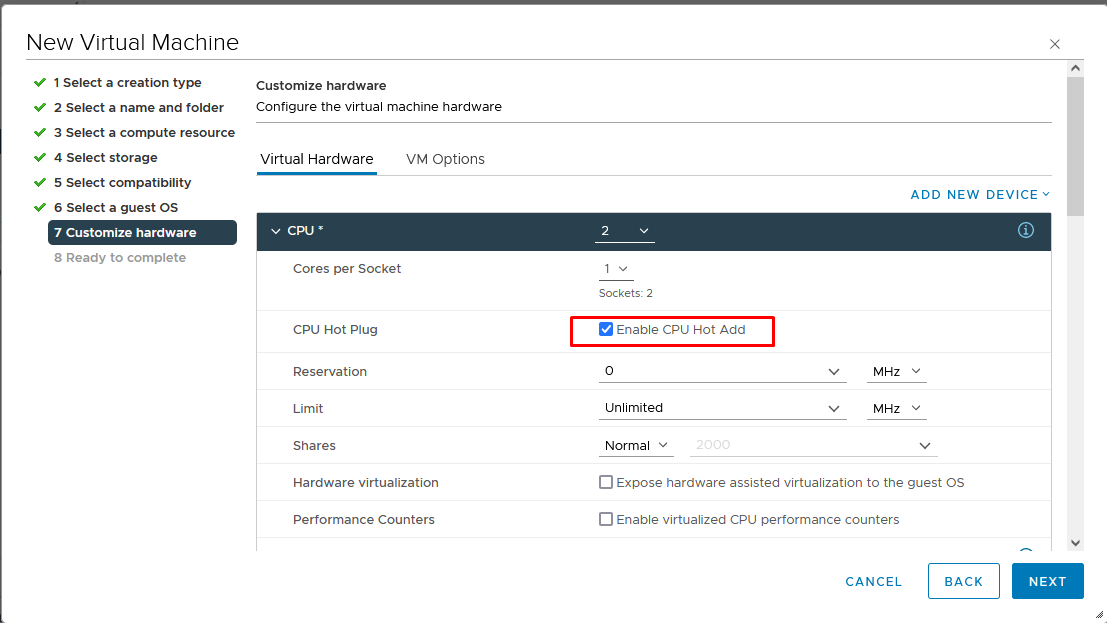 New Virtual Machine
1 Select a creation type
2 Select a name and folder
3 Select a compute resource
4 Select storage
5 Select compatibility
6 Select a guest OS
7 Customize hardware
8 Ready to complete
Customize hardware
Configure the virtual machine hardware
Virtual Hardware VM Options
ADD NEW DEVICE
CPU * 2
Cores per Socket 1
Sockets: 2
CPU Hot Plug Enable CPU Hot Add
Reservation 0 MHz
Limit Unlimited MHz
Shares Normal 2000
Hardware virtualization Expose hardware assisted virtualization to the guest OS
Performance Counters Enable virtualized CPU performance counters
CANCEL BACK NEXT